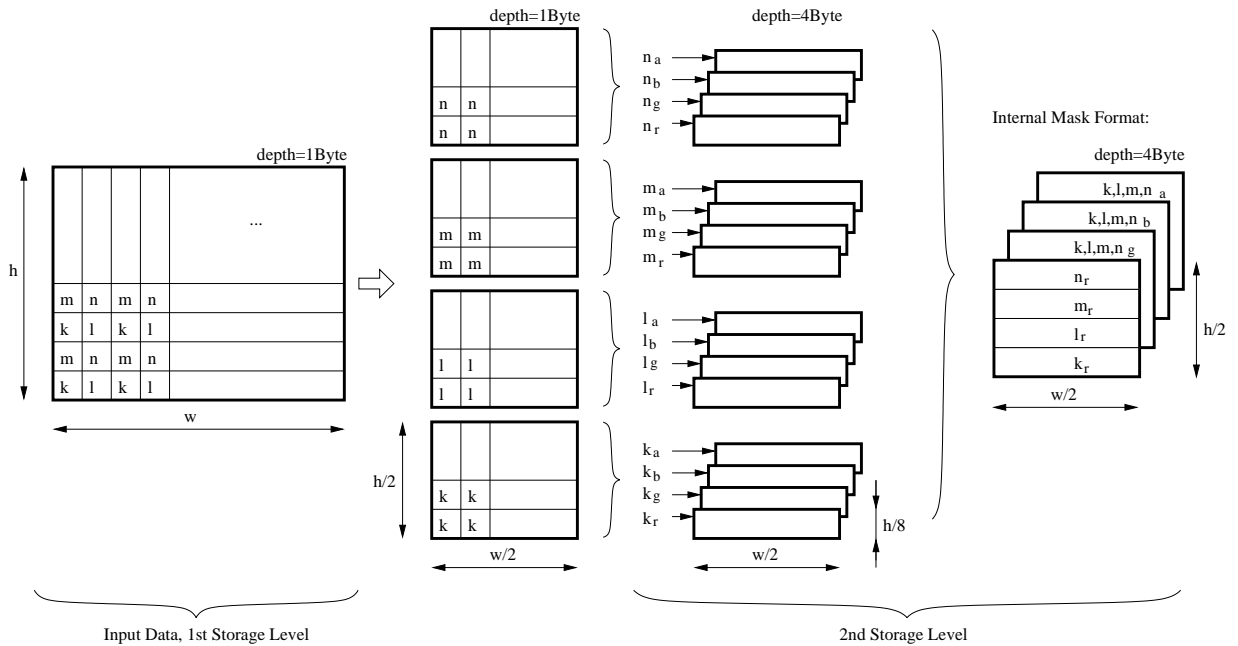 depth=1Byte
...
h
m n m n
k l k l
m n m n
k l k l
w
Input Data, 1st Storage Level
depth=1Byte
n n
n n
m m
m m
l l
l l
h/2
k k
k k
w/2
depth=4Byte
n a
n b
n g
n r
m a
m b
m g
m r
l a
l b
l g
l r
k a
k b
k g
k r
h/8
w/2
2nd Storage Level
Internal Mask Format:
depth=4Byte
k,l,m,n a
k,l,m,n b
k,l,m,n g
n r
m r
l r
k r
h/2
w/2